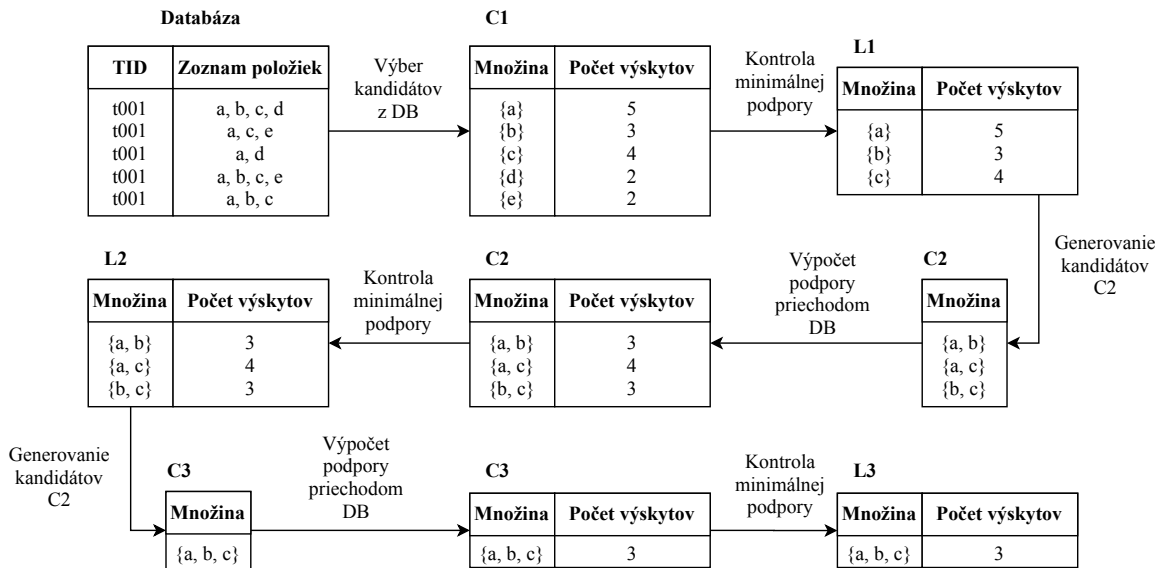 Databáza
TID Zoznam položiek
t001 a, b, c, d
t001 a, c, e
t001 a, d
t001 a, b, c, e
t001 a, b, c
Výber
kandidátov
z DB
C1
Množina Počet výskytov
{a} 5
{b} 3
{c} 4
{d} 2
{e} 2
Kontrola
minimálnej
podpory
L1
Množina Počet výskytov
{a} 5
{b} 3
{c} 4
Generovanie
kandidátov
C2
C2
Množina
{a, b}
{a, c}
{b, c}
Výpočet
podpory
priechodom
DB
C2
Množina Počet výskytov
{a, b} 3
{a, c} 4
{b, c} 3
Kontrola
minimálnej
podpory
L2
Množina Počet výskytov
{a, b} 3
{a, c} 4
{b, c} 3
Generovanie
kandidátov
C2
C3
Množina
{a, b, c}
Výpočet
podpory
priechodom
DB
C3
Množina Počet výskytov
{a, b, c} 3
Kontrola
minimálnej
podpory
L3
Množina Počet výskytov
{a, b, c} 3